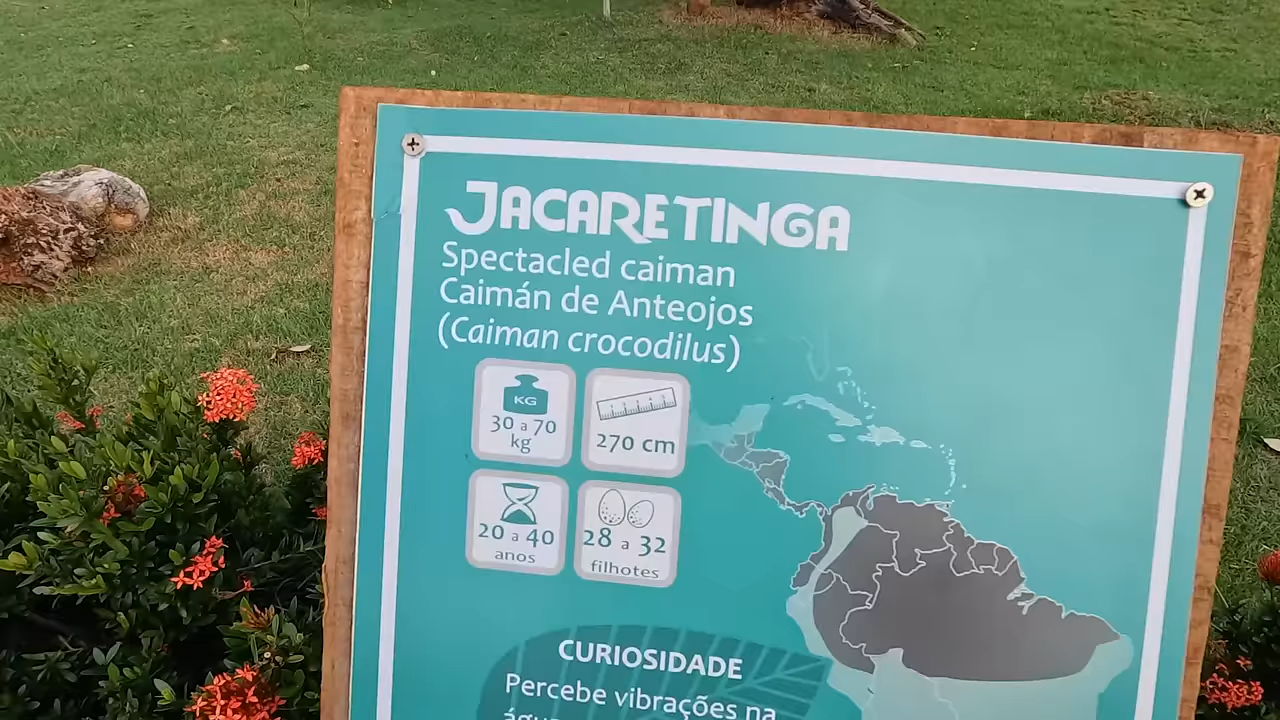 JACARETINGA
Spectacled caiman
Caimán de Anteojos
(Caiman crocodilus)
KG
30 a 70
kg
270 cm
20 a 40
anos
28 a 32
filhotes
CURIOSIDADE
Percebe vibrações na